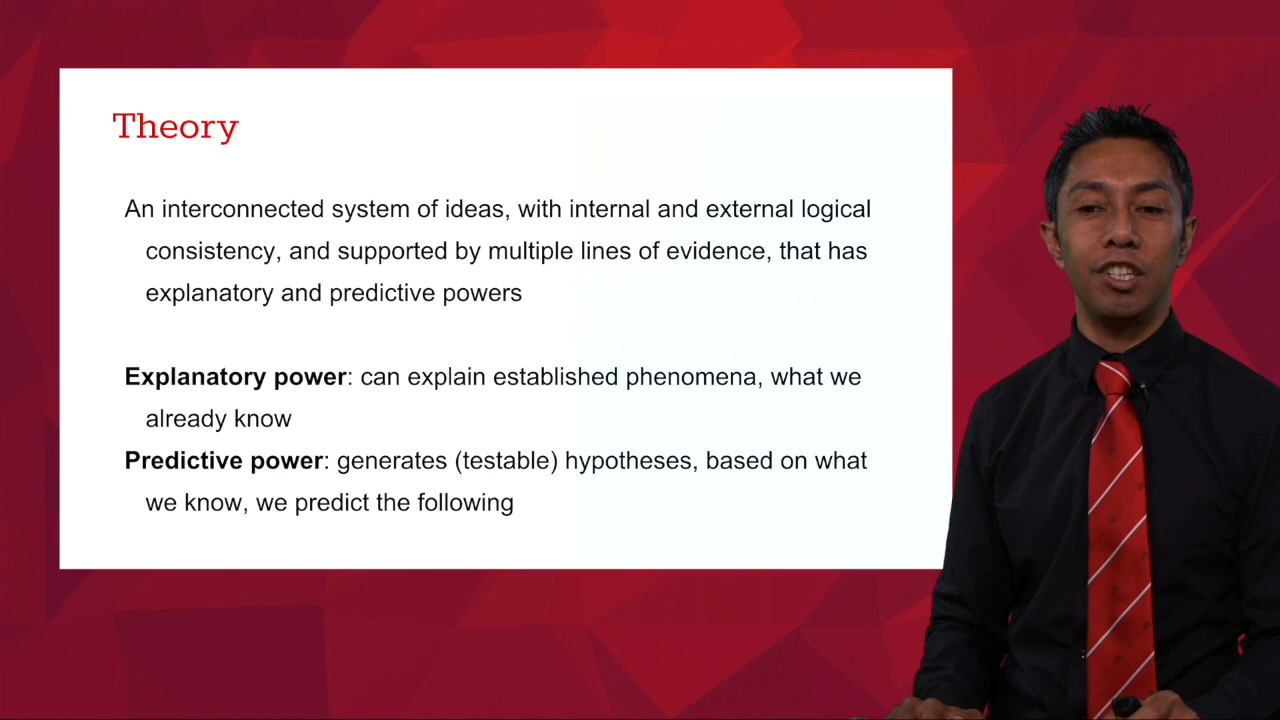 Theory
An interconnected system of ideas, with internal and external logical
consistency, and supported by multiple lines of evidence, that has
explanatory and predictive powers
Explanatory power: can explain established phenomena, what we
already know
Predictive power: generates (testable) hypotheses, based on what
we know, we predict the following